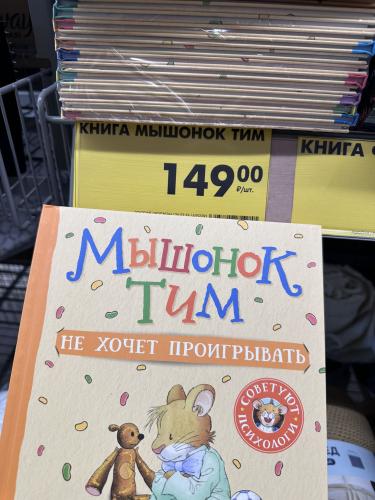 КНИГА МЫШОНОК ТИМ
149 00
₽/шт.
КНИГА
МЫШОНОК
ТИМ
НЕ ХОЧЕТ ПРОИГРЫВАТЬ
СОВЕТУЮТ
ПСИХОЛОГИ